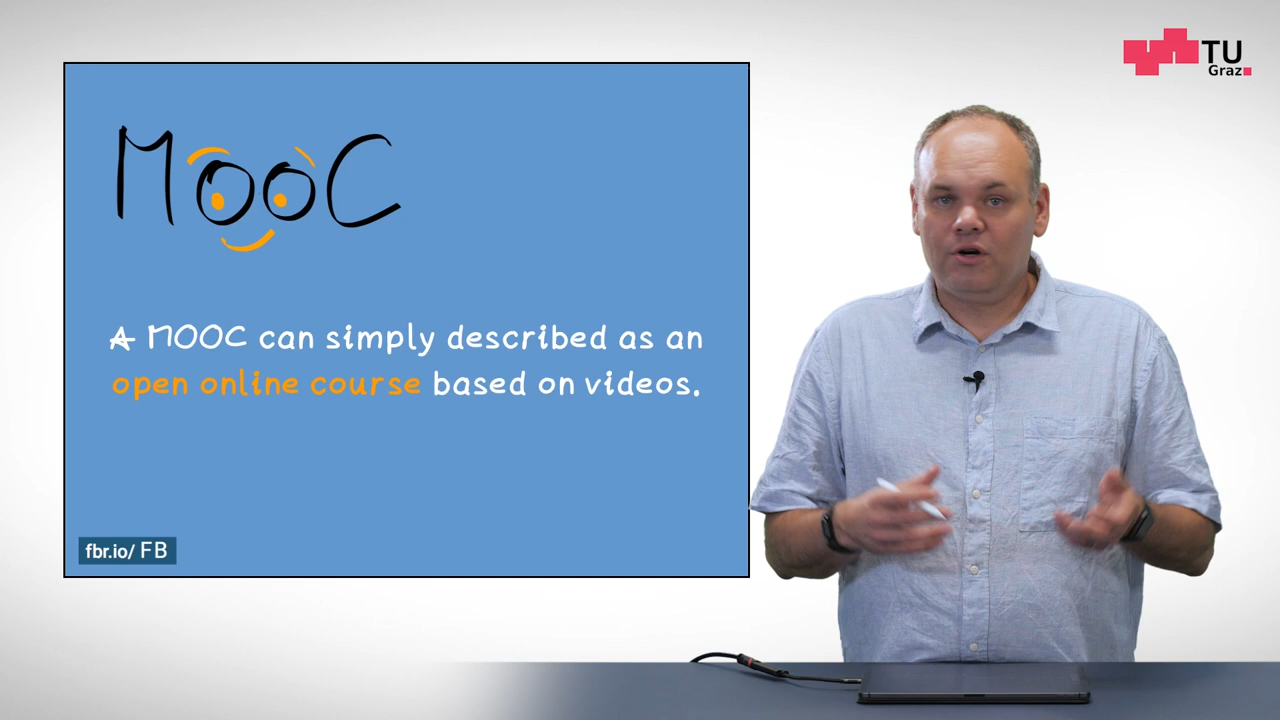 TU
Graz
MOOC
A MOOC can simply described as an
open online course based on videos.
fbr.io/ FB